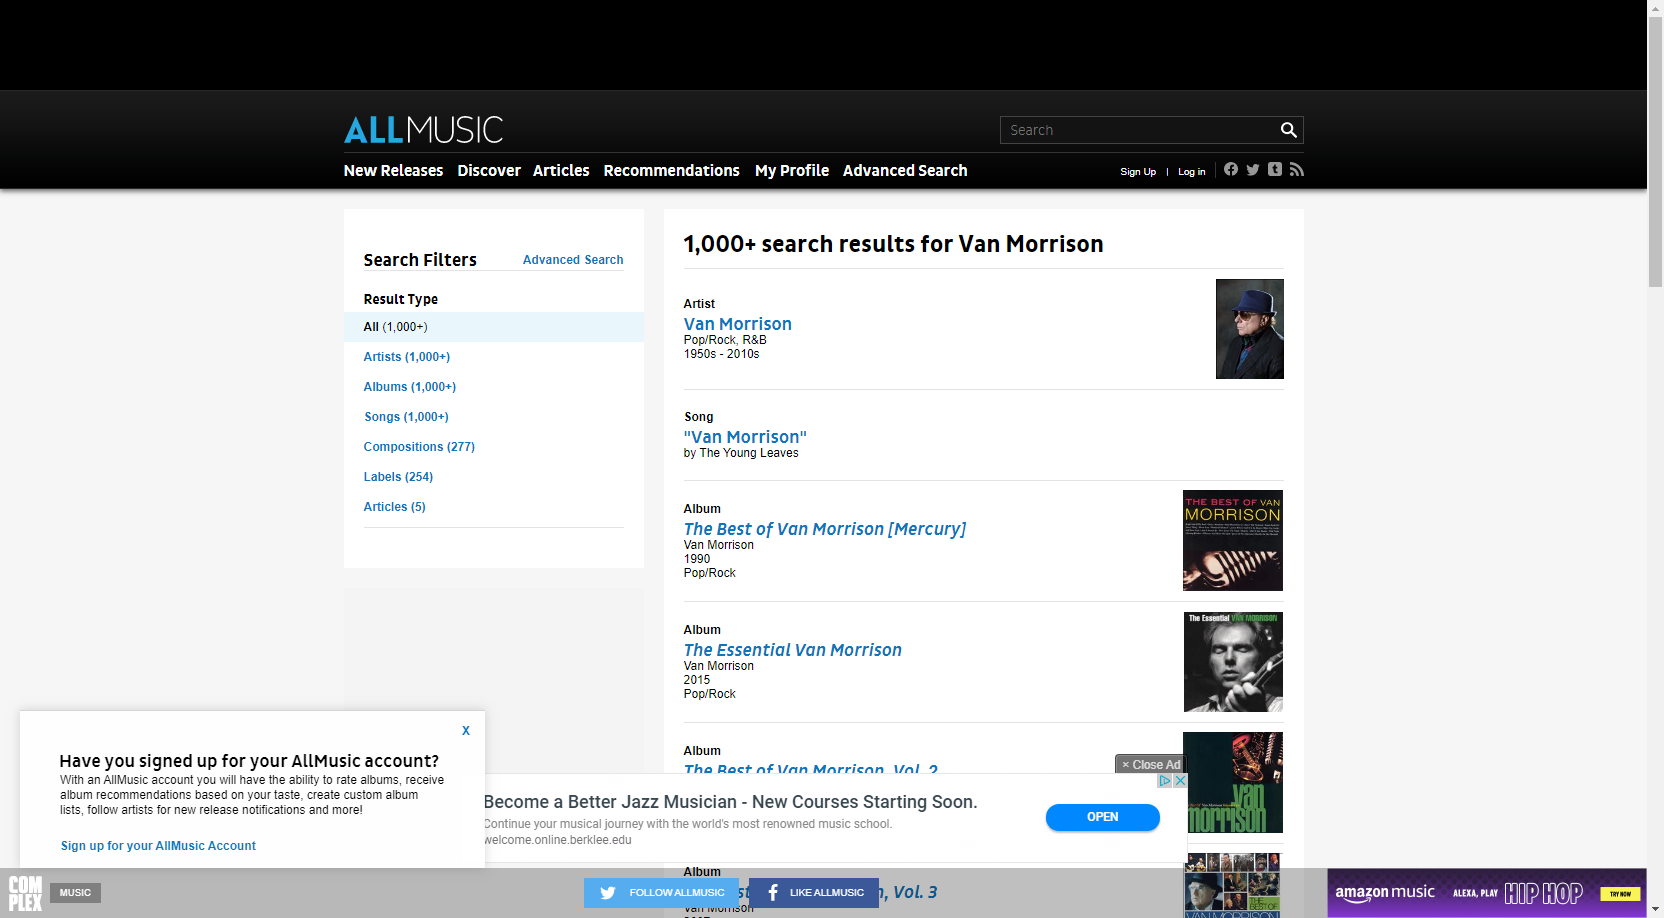 ALLMUSIC
Search
New Releases Discover Articles Recommendations My Profile Advanced Search
Sign Up | Log in
Search Filters
Advanced Search
Result Type
All (1,000+)
Artists (1,000+)
Albums (1,000+)
Songs (1,000+)
Compositions (277)
Labels (254)
Articles (5)
1,000+ search results for Van Morrison
Artist
Van Morrison
Pop/Rock, R&B
1950s - 2010s
Song
"Van Morrison"
by The Young Leaves
Album
The Best of Van Morrison [Mercury]
Van Morrison
1990
Pop/Rock
THE BEST OF VAN
MORRISON
Album
The Essential Van Morrison
Van Morrison
2015
Pop/Rock
The Essential VAN MORRISON
Album
The Best of Van Morrison, Vol. 2
van
morrison
Album
n, Vol. 3
Van Morrison
THE BEST OF
VAN MORRISON
X
Have you signed up for your AllMusic account?
With an AllMusic account you will have the ability to rate albums, receive
album recommendations based on your taste, create custom album
lists, follow artists for new release notifications and more!
Sign up for your AllMusic Account
× Close Ad
Become a Better Jazz Musician - New Courses Starting Soon.
Continue your musical journey with the world's most renowned music school.
welcome.online.berklee.edu
OPEN
COMPLEX
MUSIC
FOLLOW ALLMUSIC
LIKE ALLMUSIC
amazon music
ALEXA, PLAY HIP HOP
TRY NOW